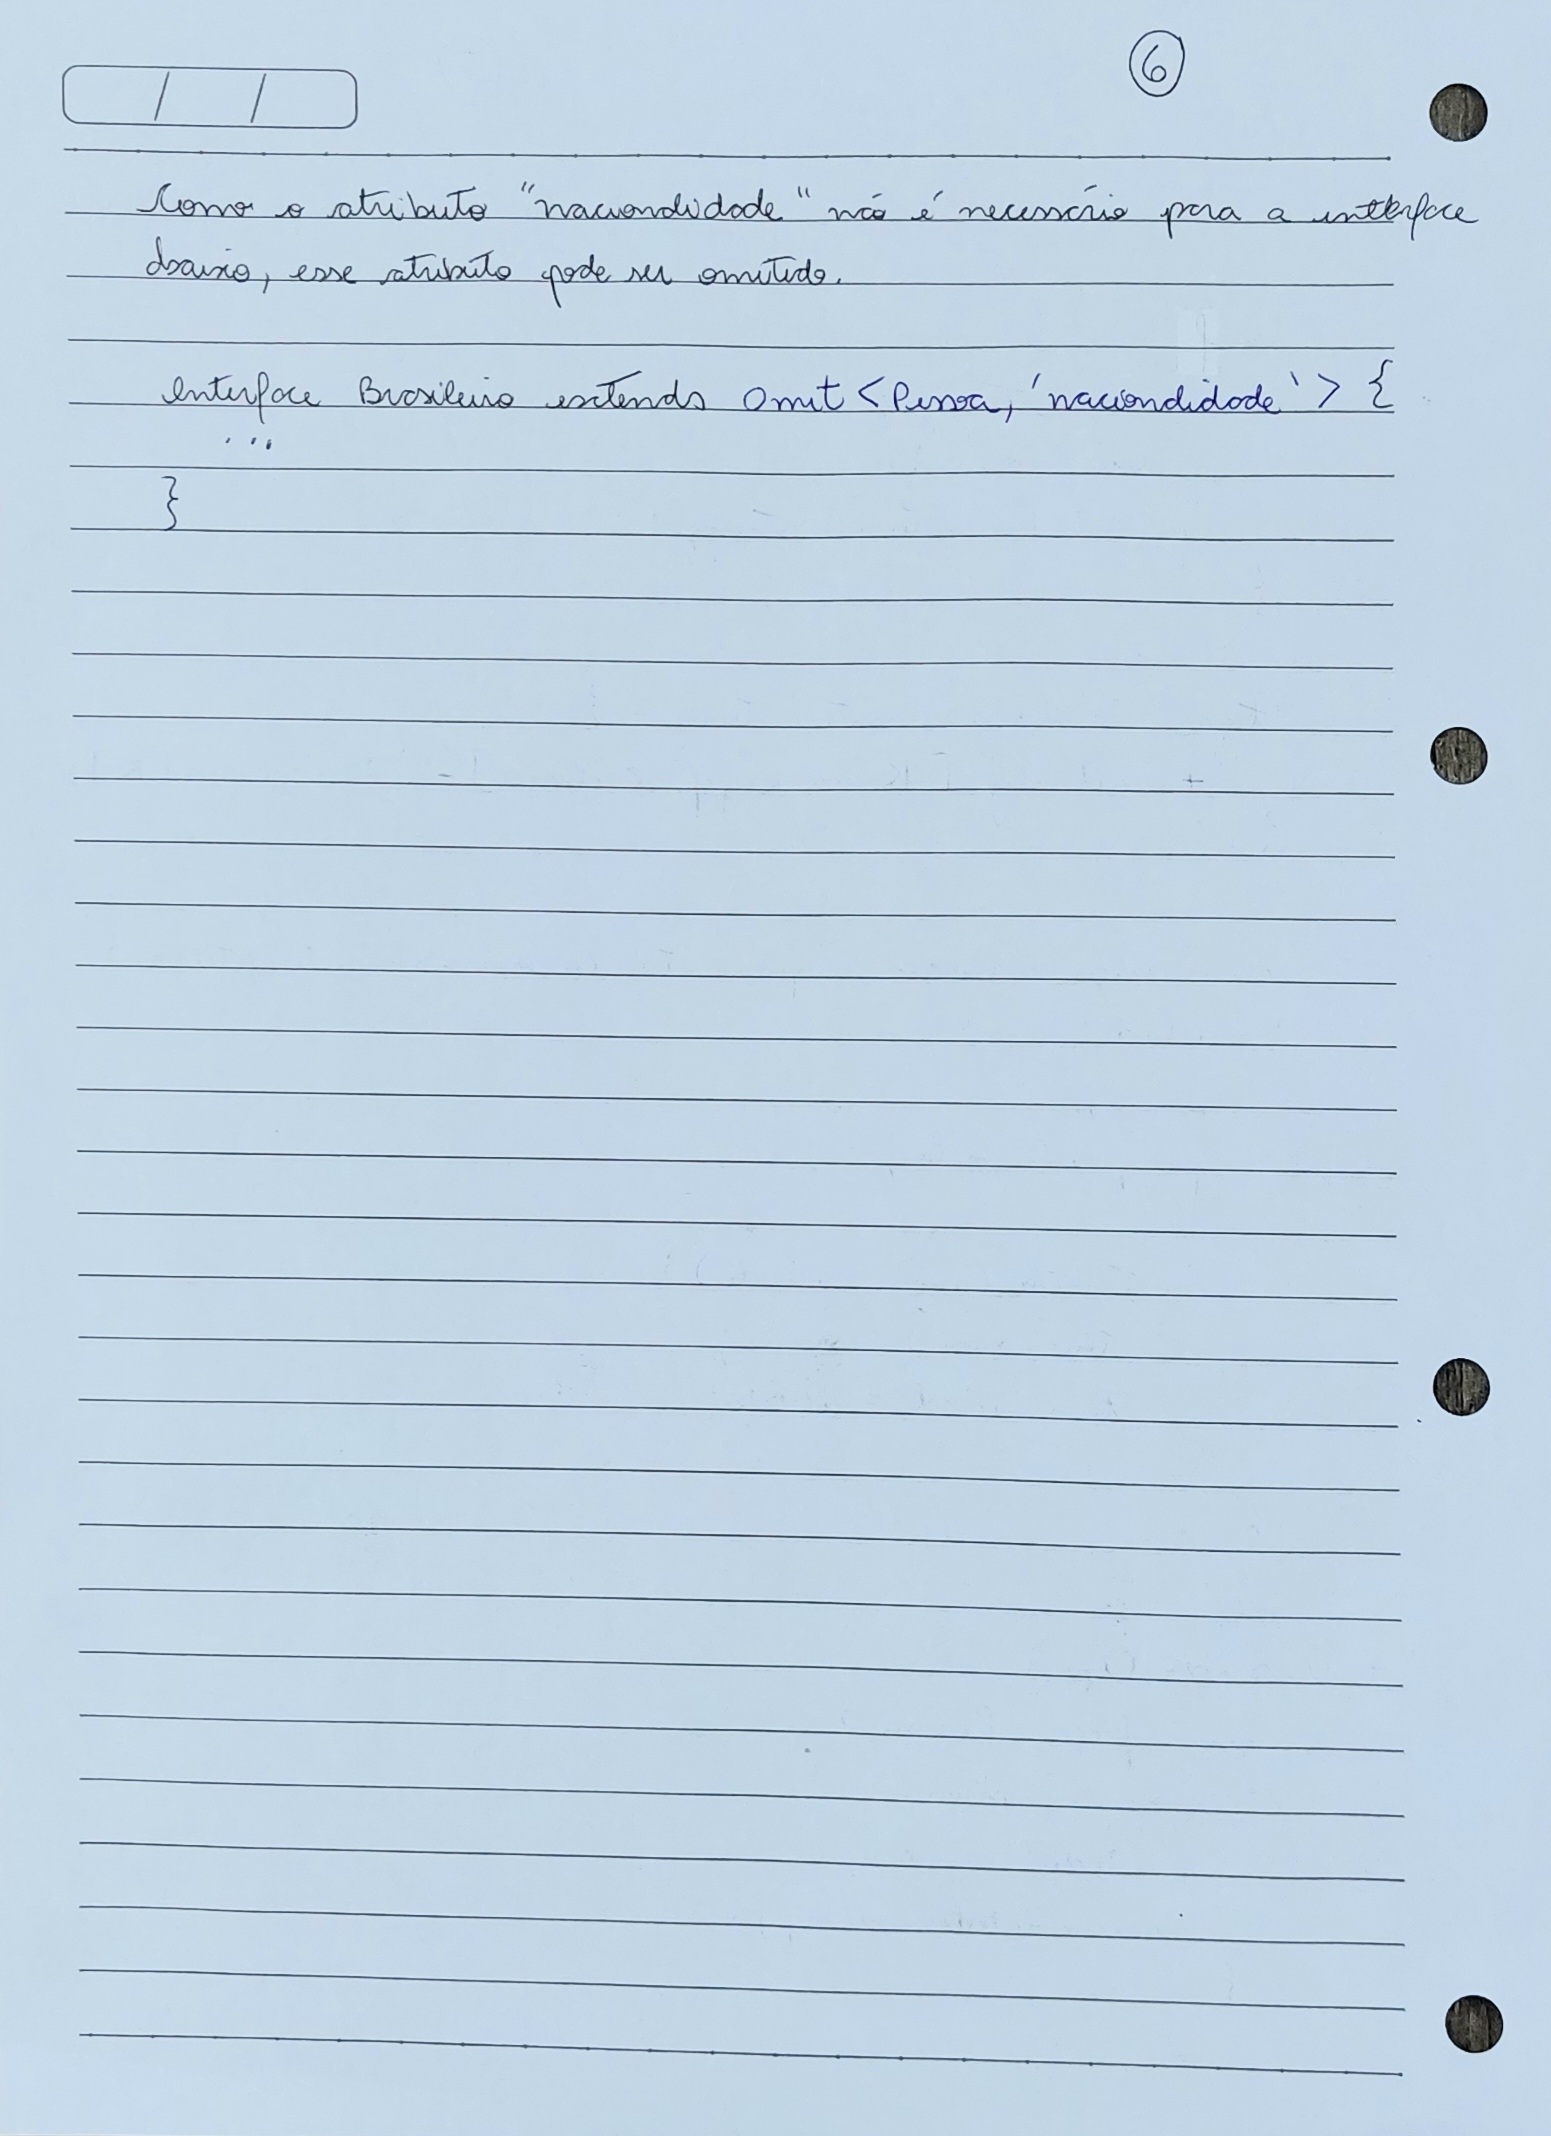 6
/ /
Como o atributo "nacionalidade" não é necessário para a interface
abaixo, esse atributo pode ser omitido.
interface Brasileiro extends Omit <Pessoa, 'nacionalidade'> {
...
}